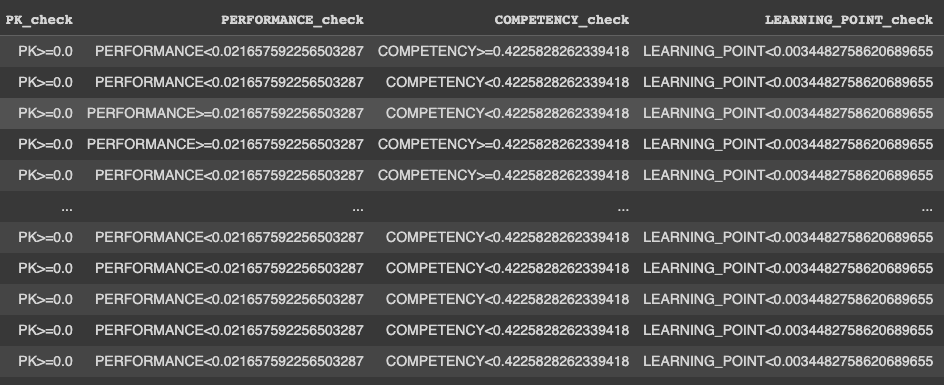 PK_check PERFORMANCE_check COMPETENCY_check LEARNING_POINT_check
PK>=0.0 PERFORMANCE<0.021657592256503287 COMPETENCY>=0.4225828262339418 LEARNING_POINT<0.0034482758620689655
PK>=0.0 PERFORMANCE<0.021657592256503287 COMPETENCY<0.4225828262339418 LEARNING_POINT<0.0034482758620689655
PK>=0.0 PERFORMANCE>=0.021657592256503287 COMPETENCY<0.4225828262339418 LEARNING_POINT<0.0034482758620689655
PK>=0.0 PERFORMANCE>=0.021657592256503287 COMPETENCY>=0.4225828262339418 LEARNING_POINT<0.0034482758620689655
PK>=0.0 PERFORMANCE<0.021657592256503287 COMPETENCY>=0.4225828262339418 LEARNING_POINT<0.0034482758620689655
... ... ... ...
PK>=0.0 PERFORMANCE<0.021657592256503287 COMPETENCY<0.4225828262339418 LEARNING_POINT<0.0034482758620689655
PK>=0.0 PERFORMANCE<0.021657592256503287 COMPETENCY<0.4225828262339418 LEARNING_POINT<0.0034482758620689655
PK>=0.0 PERFORMANCE<0.021657592256503287 COMPETENCY<0.4225828262339418 LEARNING_POINT<0.0034482758620689655
PK>=0.0 PERFORMANCE<0.021657592256503287 COMPETENCY<0.4225828262339418 LEARNING_POINT<0.0034482758620689655
PK>=0.0 PERFORMANCE<0.021657592256503287 COMPETENCY<0.4225828262339418 LEARNING_POINT<0.0034482758620689655